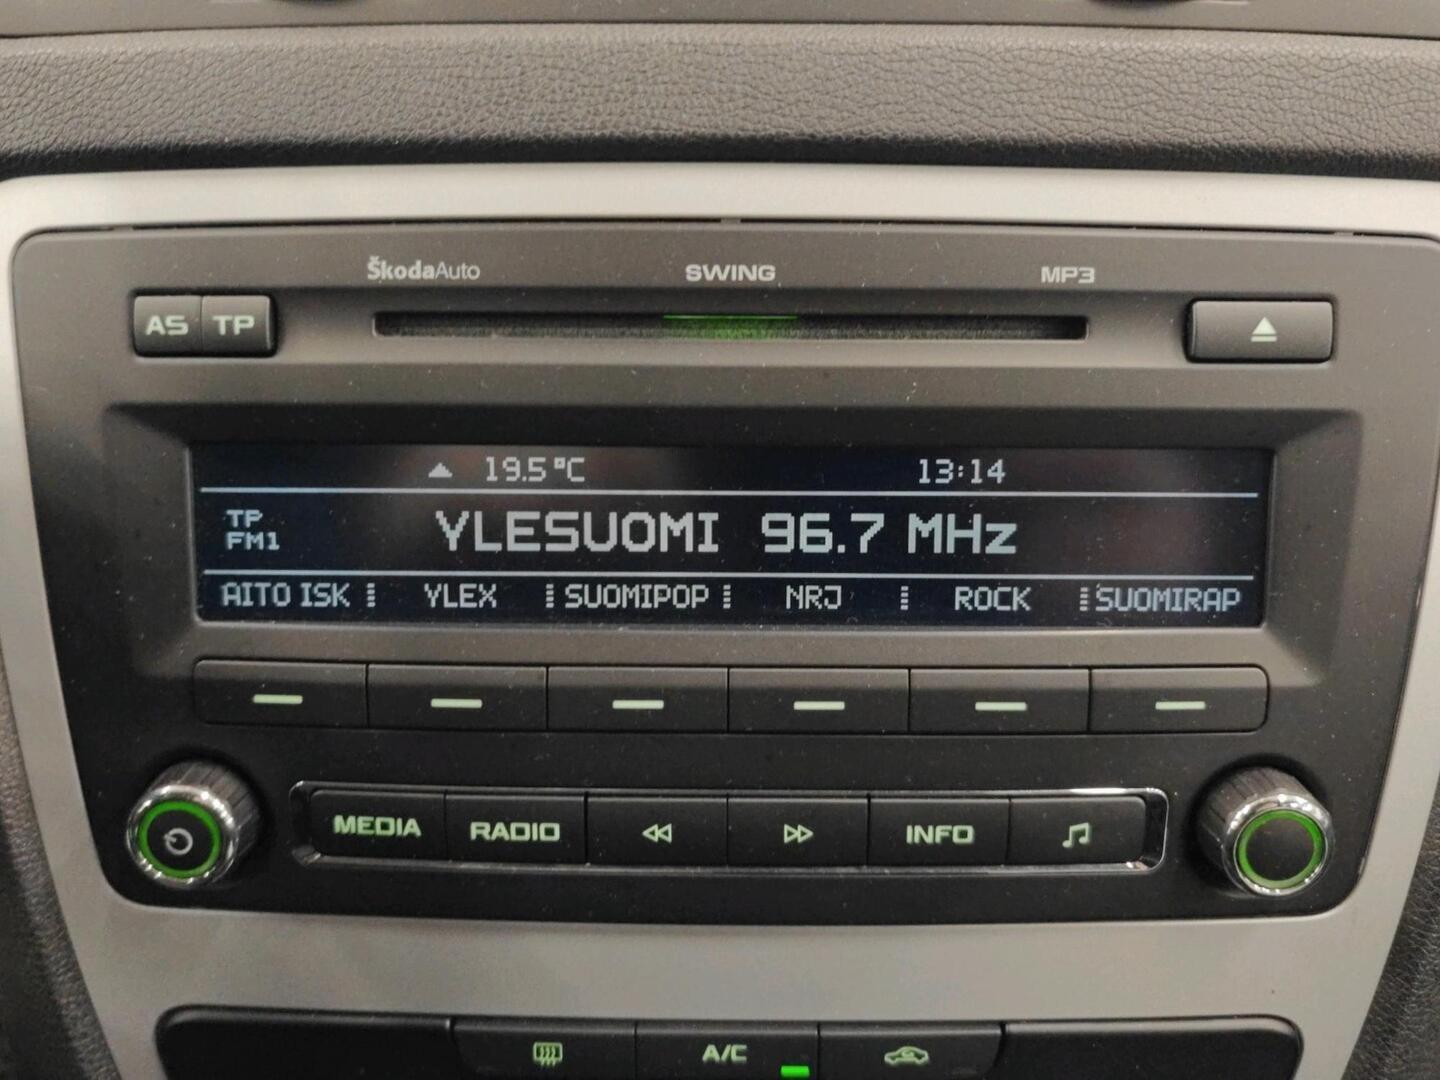 ŠkodaAuto SWING MP3
AS TP
19.5°C 13:14
TP
FM1
YLESUOMI 96.7 MHz
AITO ISK YLEX SUOMIPOP NRJ ROCK SUOMIRAP
MEDIA RADIO INFO
A/C